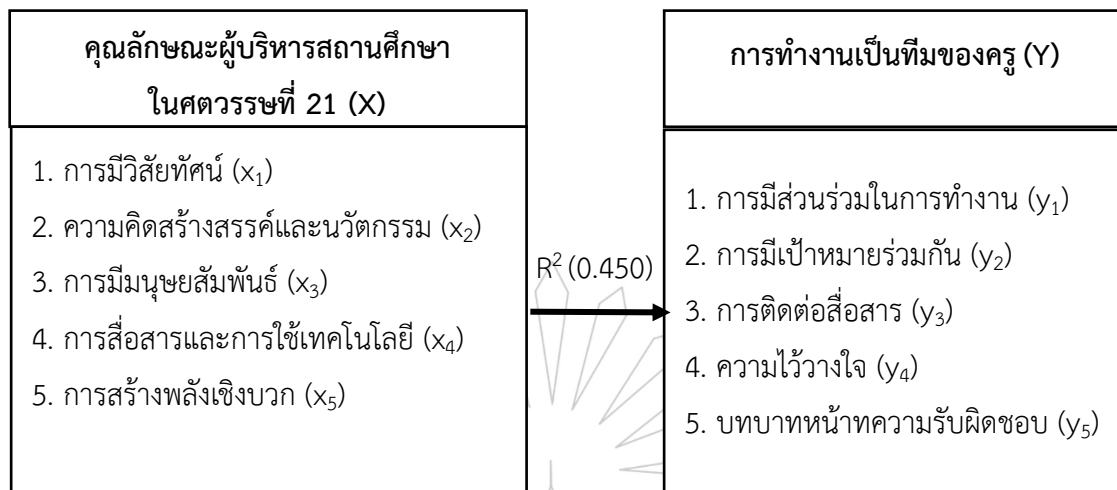 คุณลักษณะผู้บริหารสถานศึกษา
ในศตวรรษที่ 21 (X)
1. การมีวิสัยทัศน์ (x₁)
2. ความคิดสร้างสรรค์และนวัตกรรม (x₂)
3. การมีมนุษยสัมพันธ์ (x₃)
4. การสื่อสารและการใช้เทคโนโลยี (x₄)
5. การสร้างพลังเชิงบวก (x₅)
R² (0.450)
การทำงานเป็นทีมของครู (Y)
1. การมีส่วนร่วมในการทำงาน (y₁)
2. การมีเป้าหมายร่วมกัน (y₂)
3. การติดต่อสื่อสาร (y₃)
4. ความไว้วางใจ (y₄)
5. บทบาทหน้าทความรับผิดชอบ (y₅)